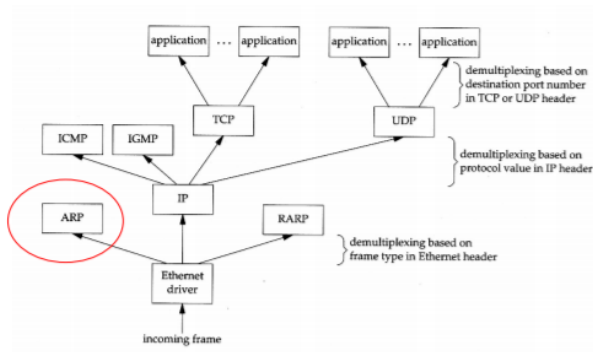 application ... application
application ... application
demultiplexing based on
destination port number
in TCP or UDP header
TCP
UDP
ICMP
IGMP
demultiplexing based on
protocol value in IP header
IP
ARP
RARP
demultiplexing based on
frame type in Ethernet header
Ethernet
driver
incoming frame